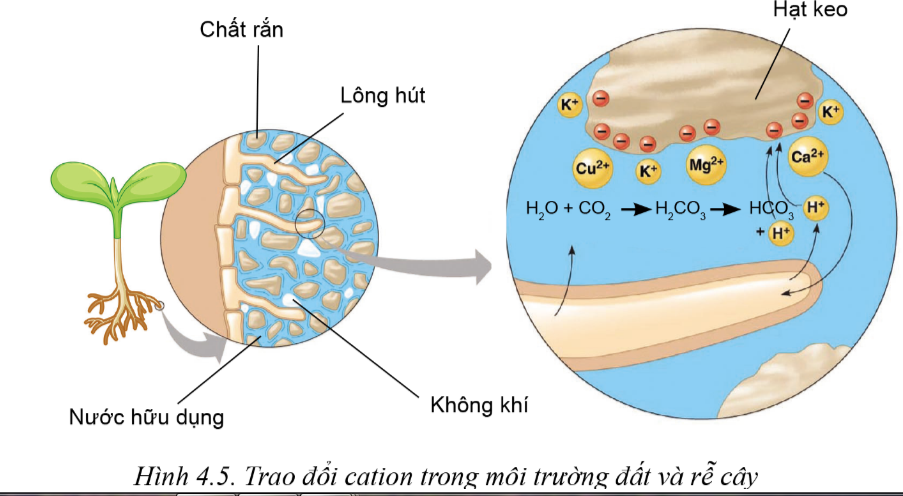 Hạt keo
Chất rắn
Lông hút
K⁺
K⁺
Cu²⁺
K⁺
Mg²⁺
Ca²⁺
H₂O + CO₂ → H₂CO₃ → HCO₃ H⁺
+ H⁺
Không khí
Nước hữu dụng
Hình 4.5. Trao đổi cation trong môi trường đất và rễ cây